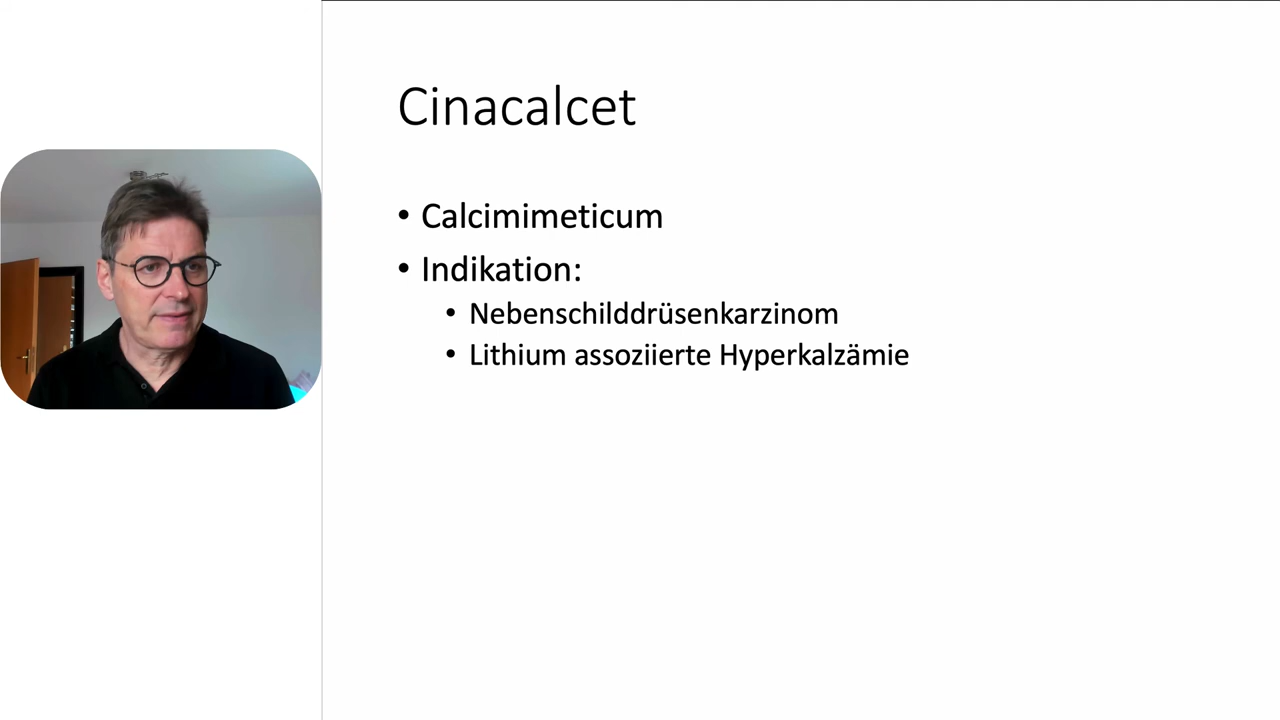 Cinacalcet
• Calcimimeticum
• Indikation:
• Nebenschilddrüsenkarzinom
• Lithium assoziierte Hyperkalzämie